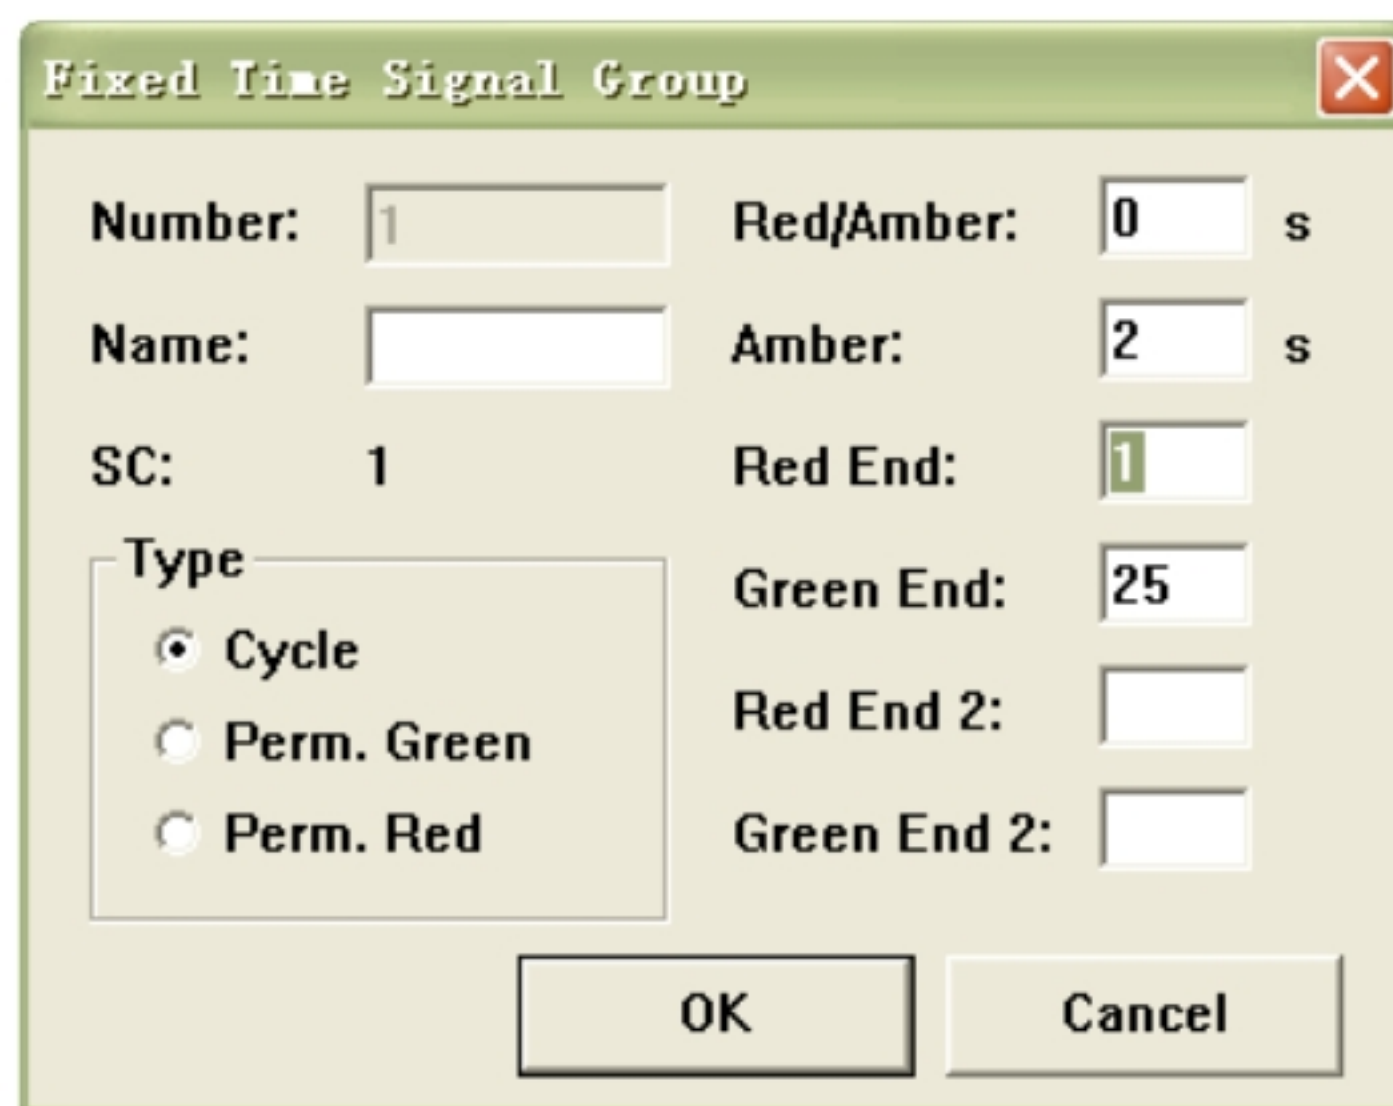 Fixed Time Signal Group
Number: 1
Name:
SC: 1
Type
Cycle
Perm. Green
Perm. Red
Red/Amber: 0 s
Amber: 2 s
Red End: 1
Green End: 25
Red End 2:
Green End 2:
OK
Cancel